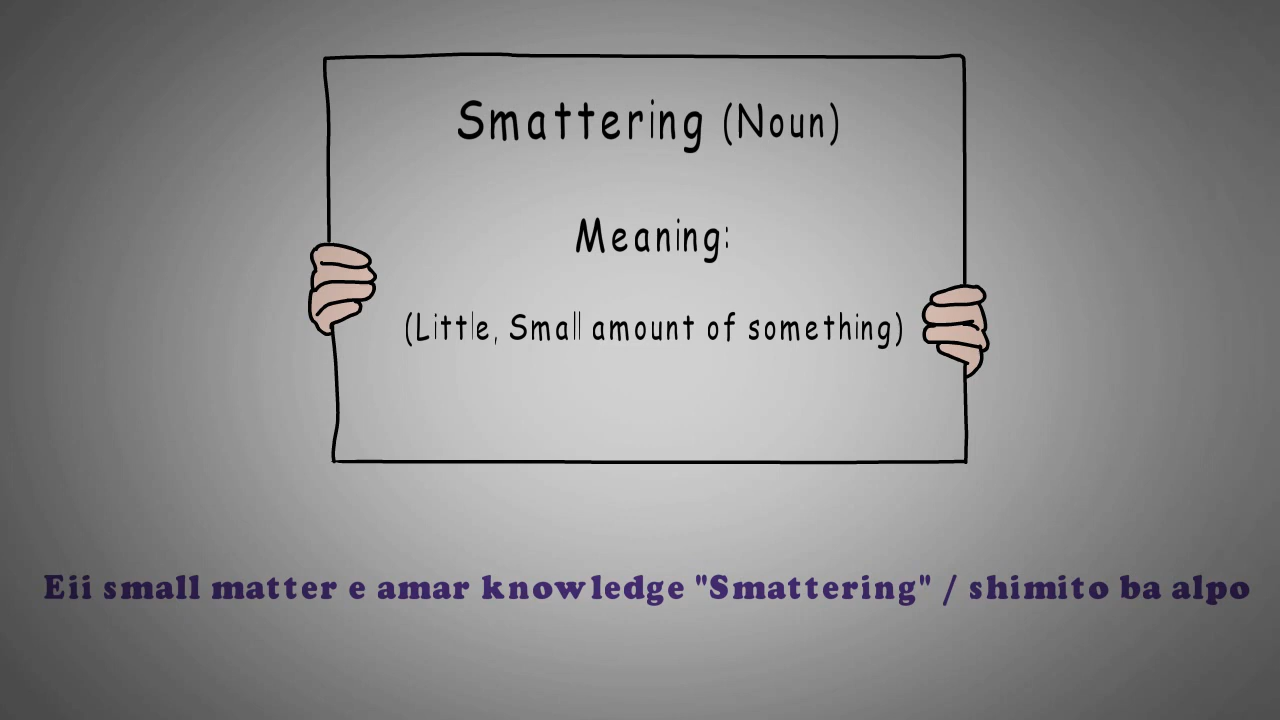 Smattering (Noun)
Meaning:
(Little, Small amount of something)
Eii small matter e amar knowledge "Smattering" / shimito ba alpo